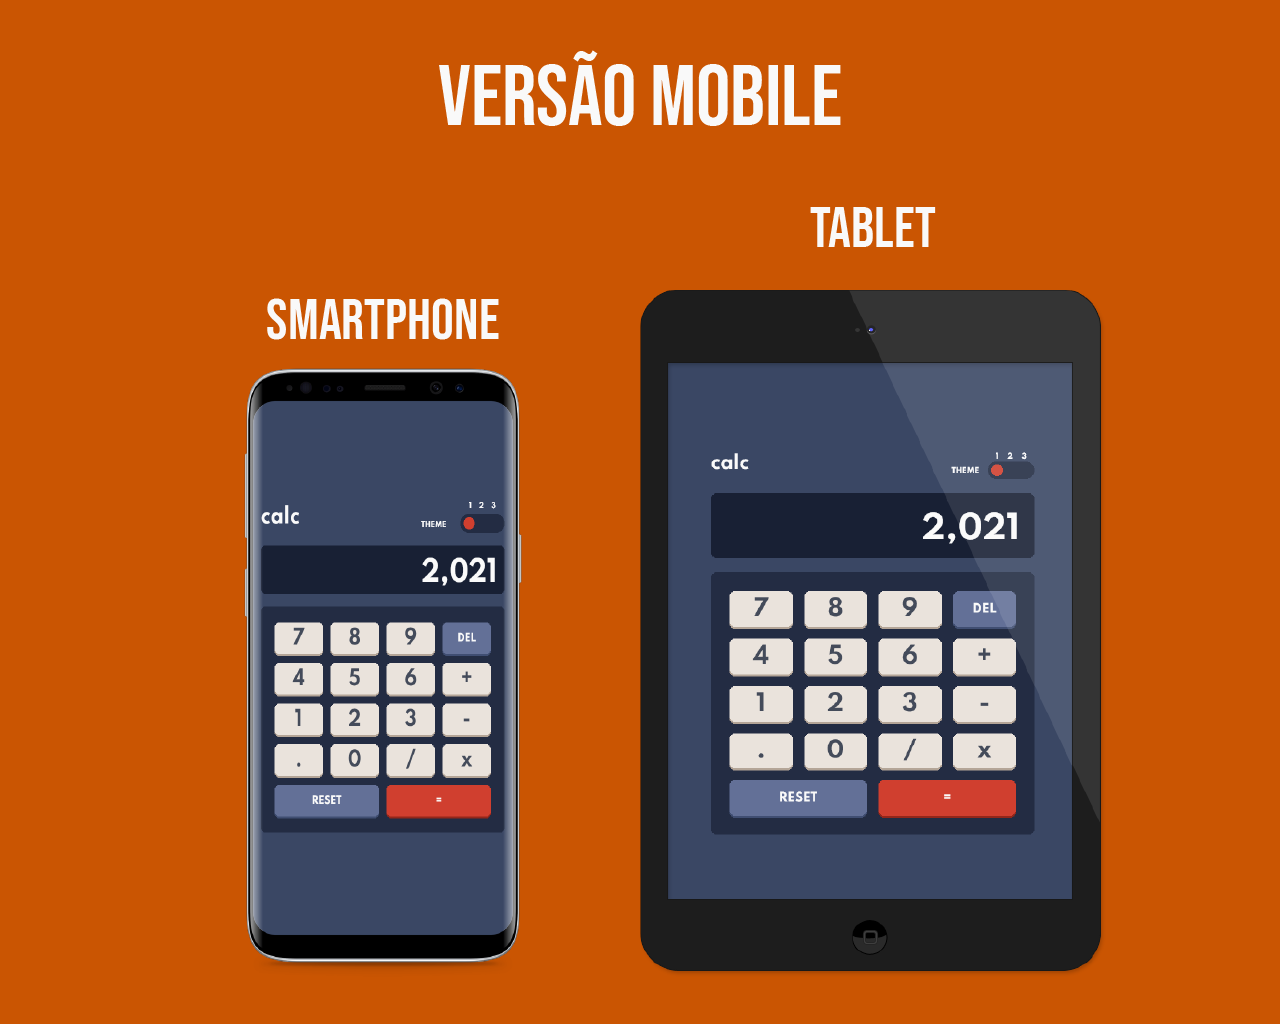 VERSÃO MOBILE
SMARTPHONE
calc
THEME
1 2 3
2,021
7 8 9 DEL
4 5 6 +
1 2 3 -
. 0 / x
RESET =
TABLET
calc
THEME
1 2 3
2,021
7 8 9 DEL
4 5 6 +
1 2 3 -
. 0 / x
RESET =